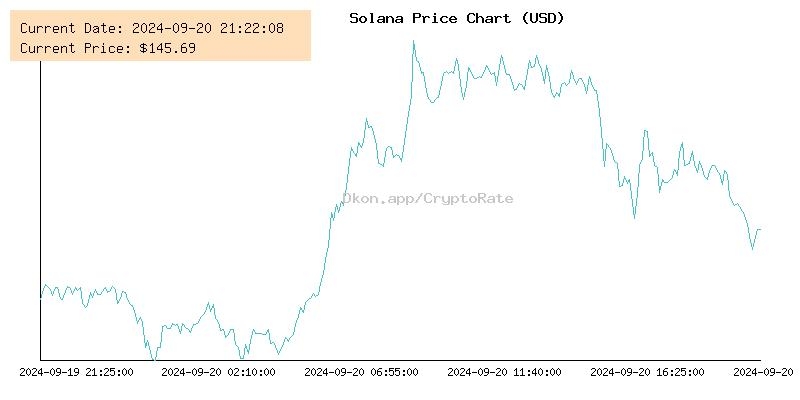 Solana Price Chart (USD)
Current Date: 2024-09-20 21:22:08
Current Price: $145.69
Dkon.app/CryptoRate
2024-09-19 21:25:00 2024-09-20 02:10:00 2024-09-20 06:55:00 2024-09-20 11:40:00 2024-09-20 16:25:00 2024-09-20